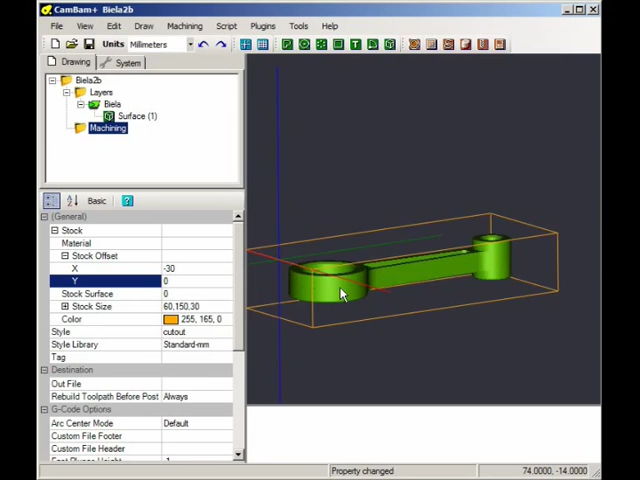 CamBam+ Biela2b
File View Edit Draw Machining Script Plugins Tools Help
Units Millimeters
Drawing System
Biela2b
Layers
Biela
Surface (1)
Machining
Basic
(General)
Stock
Material
Stock Offset
X -30
Y 0
Stock Surface 0
Stock Size 60,150,30
Color 255, 165, 0
Style cutout
Style Library Standard-mm
Tag
Destination
Out File
Rebuild Toolpath Before Post Always
G-Code Options
Arc Center Mode Default
Custom File Footer
Custom File Header
Property changed 74.0000, -14.0000